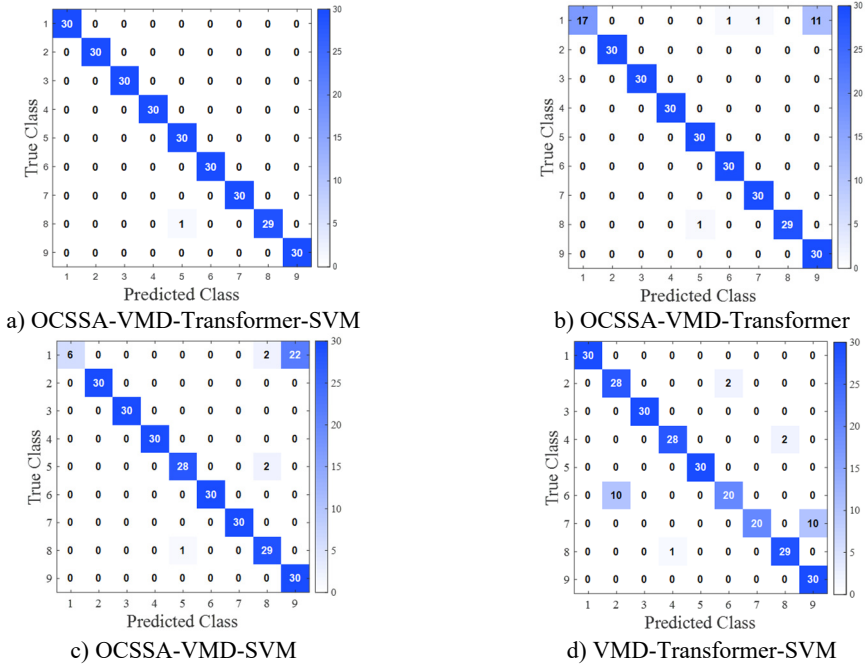 True Class
1 30 0 0 0 0 0 0 0 0
2 0 30 0 0 0 0 0 0 0
3 0 0 30 0 0 0 0 0 0
4 0 0 0 30 0 0 0 0 0
5 0 0 0 0 30 0 0 0 0
6 0 0 0 0 0 30 0 0 0
7 0 0 0 0 0 0 30 0 0
8 0 0 0 0 1 0 0 29 0
9 0 0 0 0 0 0 0 0 30
1 2 3 4 5 6 7 8 9
Predicted Class
30
25
20
15
10
5
0
a) OCSSA-VMD-Transformer-SVM
True Class
1 17 0 0 0 0 1 1 0 11
2 0 30 0 0 0 0 0 0 0
3 0 0 30 0 0 0 0 0 0
4 0 0 0 30 0 0 0 0 0
5 0 0 0 0 30 0 0 0 0
6 0 0 0 0 0 30 0 0 0
7 0 0 0 0 0 0 30 0 0
8 0 0 0 0 1 0 0 29 0
9 0 0 0 0 0 0 0 0 30
1 2 3 4 5 6 7 8 9
Predicted Class
30
25
20
15
10
5
0
b) OCSSA-VMD-Transformer
True Class
1 6 0 0 0 0 0 0 2 22
2 0 30 0 0 0 0 0 0 0
3 0 0 30 0 0 0 0 0 0
4 0 0 0 30 0 0 0 0 0
5 0 0 0 0 28 0 0 2 0
6 0 0 0 0 0 30 0 0 0
7 0 0 0 0 0 0 30 0 0
8 0 0 0 0 1 0 0 29 0
9 0 0 0 0 0 0 0 0 30
1 2 3 4 5 6 7 8 9
Predicted Class
30
25
20
15
10
5
0
c) OCSSA-VMD-SVM
True Class
1 30 0 0 0 0 0 0 0 0
2 0 28 0 0 0 2 0 0 0
3 0 0 30 0 0 0 0 0 0
4 0 0 0 28 0 0 0 2 0
5 0 0 0 0 30 0 0 0 0
6 0 10 0 0 0 20 0 0 0
7 0 0 0 0 0 0 20 0 10
8 0 0 0 1 0 0 0 29 0
9 0 0 0 0 0 0 0 0 30
1 2 3 4 5 6 7 8 9
Predicted Class
30
25
20
15
10
5
0
d) VMD-Transformer-SVM